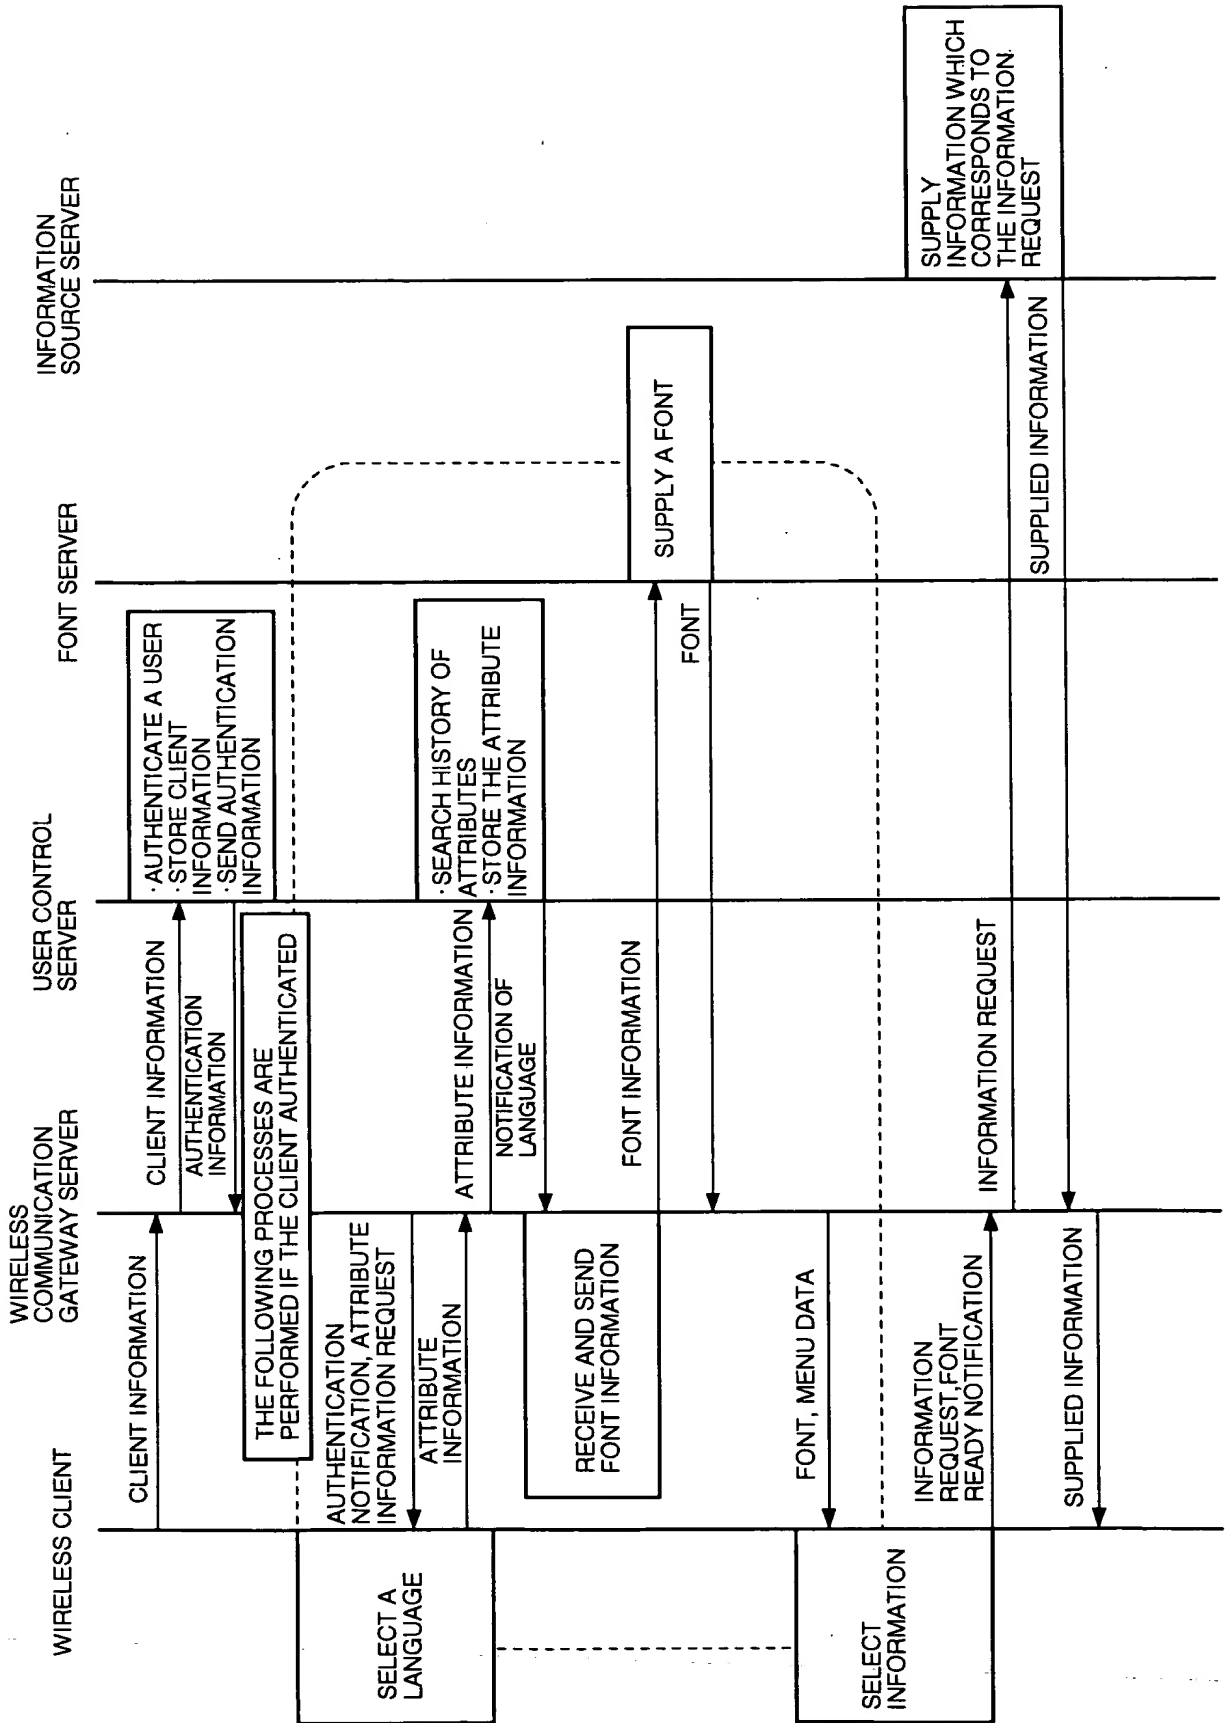 WIRELESS CLIENT
WIRELESS
COMMUNICATION
GATEWAY SERVER
USER CONTROL
SERVER
FONT SERVER
INFORMATION
SOURCE SERVER
CLIENT INFORMATION
CLIENT INFORMATION
· AUTHENTICATE A USER
· STORE CLIENT
INFORMATION
· SEND AUTHENTICATION
INFORMATION
AUTHENTICATION
INFORMATION
THE FOLLOWING PROCESSES ARE
PERFORMED IF THE CLIENT AUTHENTICATED
SELECT A
LANGUAGE
AUTHENTICATION
NOTIFICATION, ATTRIBUTE
INFORMATION REQUEST
ATTRIBUTE
INFORMATION
ATTRIBUTE INFORMATION
· SEARCH HISTORY OF
ATTRIBUTES
· STORE THE ATTRIBUTE
INFORMATION
NOTIFICATION OF
LANGUAGE
RECEIVE AND SEND
FONT INFORMATION
FONT INFORMATION
SUPPLY A FONT
FONT
FONT, MENU DATA
SELECT
INFORMATION
INFORMATION
REQUEST,FONT
READY NOTIFICATION
INFORMATION REQUEST
SUPPLY
INFORMATION WHICH
CORRESPONDS TO
THE INFORMATION
REQUEST
SUPPLIED INFORMATION
SUPPLIED INFORMATION